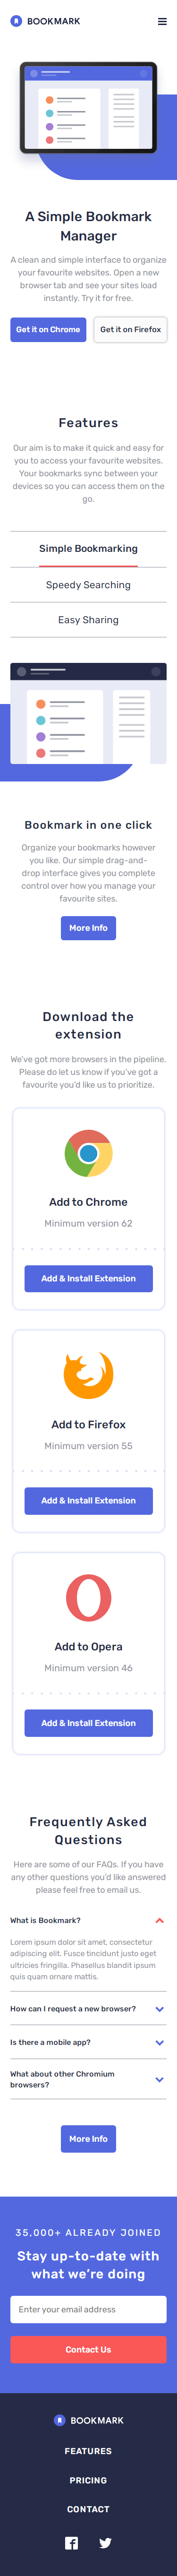 BOOKMARK
A Simple Bookmark
Manager
A clean and simple interface to organize
your favourite websites. Open a new
browser tab and see your sites load
instantly. Try it for free.
Get it on Chrome
Get it on Firefox
Features
Our aim is to make it quick and easy for
you to access your favourite websites.
Your bookmarks sync between your
devices so you can access them on the
go.
Simple Bookmarking
Speedy Searching
Easy Sharing
Bookmark in one click
Organize your bookmarks however
you like. Our simple drag-and-
drop interface gives you complete
control over how you manage your
favourite sites.
More Info
Download the
extension
We've got more browsers in the pipeline.
Please do let us know if you've got a
favourite you'd like us to prioritize.
Add to Chrome
Minimum version 62
Add & Install Extension
Add to Firefox
Minimum version 55
Add & Install Extension
Add to Opera
Minimum version 46
Add & Install Extension
Frequently Asked
Questions
Here are some of our FAQs. If you have
any other questions you'd like answered
please feel free to email us.
What is Bookmark?
Lorem ipsum dolor sit amet, consectetur
adipiscing elit. Fusce tincidunt justo eget
ultricies fringilla. Phasellus blandit ipsum
quis quam ornare mattis.
How can I request a new browser?
Is there a mobile app?
What about other Chromium
browsers?
More Info
35,000+ ALREADY JOINED
Stay up-to-date with
what we're doing
Enter your email address
Contact Us
BOOKMARK
FEATURES
PRICING
CONTACT